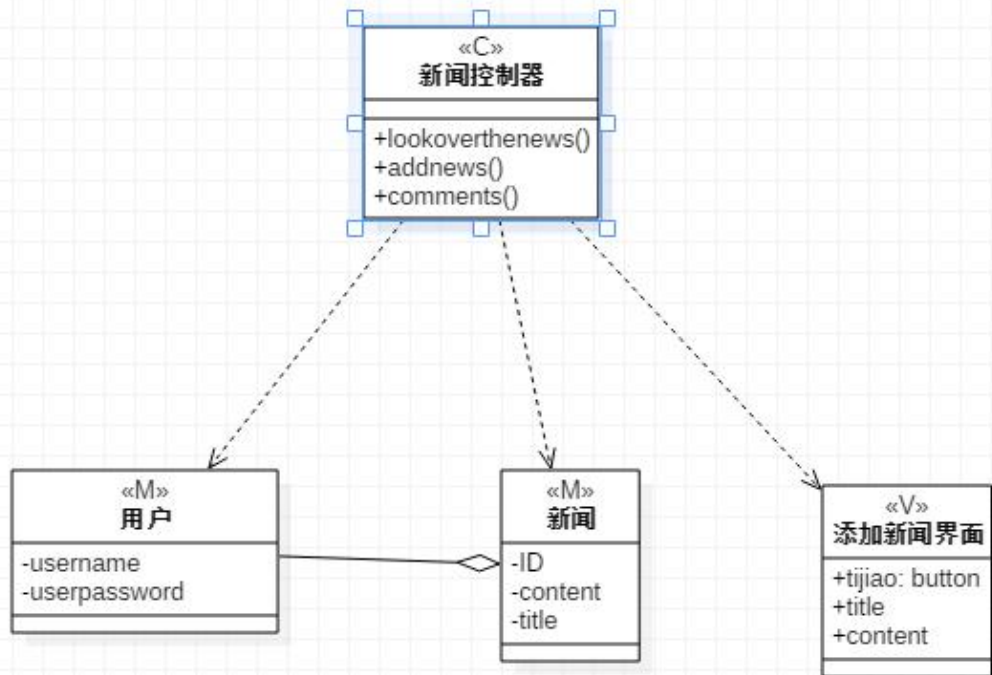 «C»
新闻控制器
+lookoverthenews()
+addnews()
+comments()
«M»
用户
-username
-userpassword
«M»
新闻
-ID
-content
-title
«V»
添加新闻界面
+tijiao: button
+title
+content